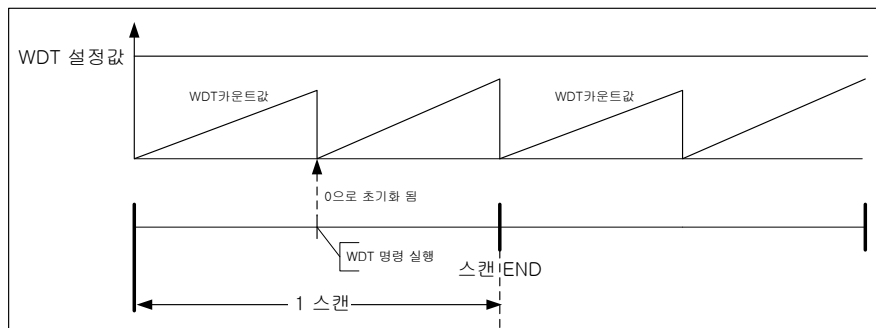 WDT 설정값
WDT카운트값
WDT카운트값
0으로 초기화 됨
WDT 명령 실행
스캔 END
1 스캔